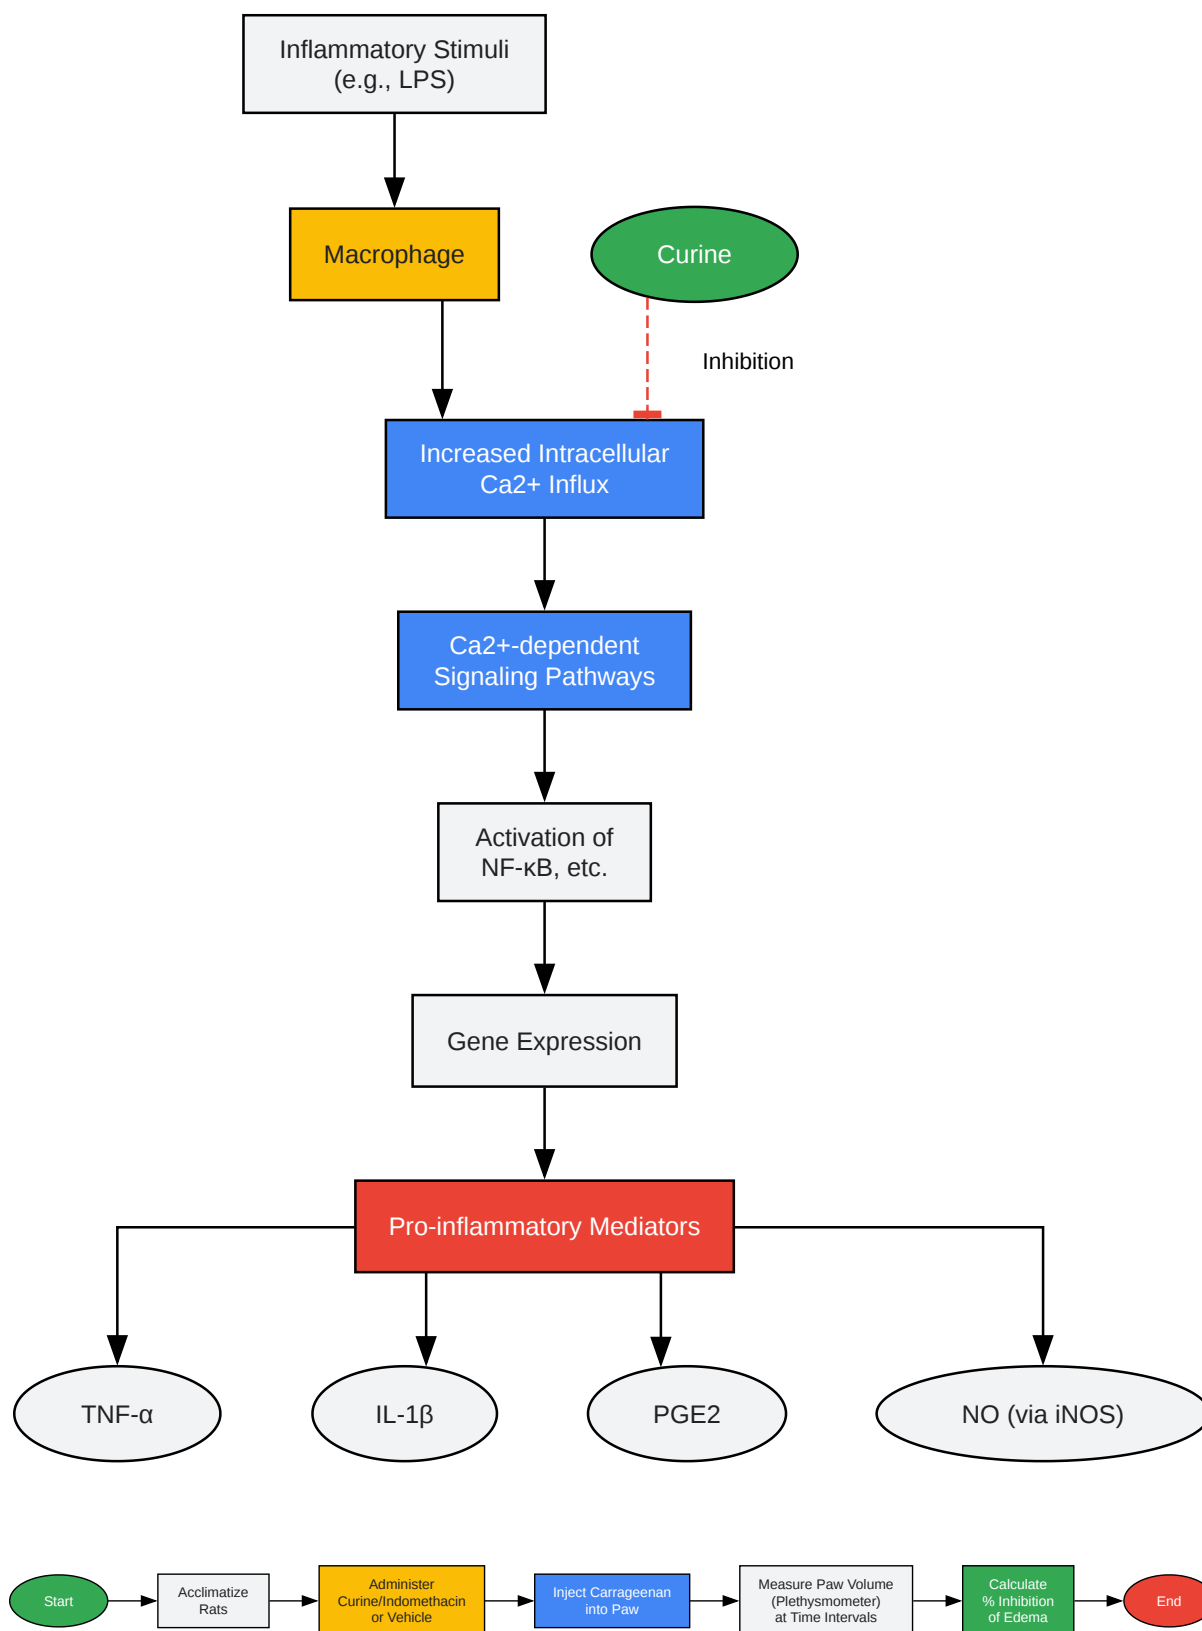 Inflammatory Stimuli
(e.g., LPS)
Macrophage
Curine
Inhibition
Increased Intracellular
Ca2+ Influx
Ca2+-dependent
Signaling Pathways
Activation of
NF-κB, etc.
Gene Expression
Pro-inflammatory Mediators
TNF-α
IL-1β
PGE2
NO (via iNOS)
Start
Acclimatize
Rats
Administer
Curine/Indomethacin
or Vehicle
Inject Carrageenan
into Paw
Measure Paw Volume
(Plethysmometer)
at Time Intervals
Calculate
% Inhibition
of Edema
End